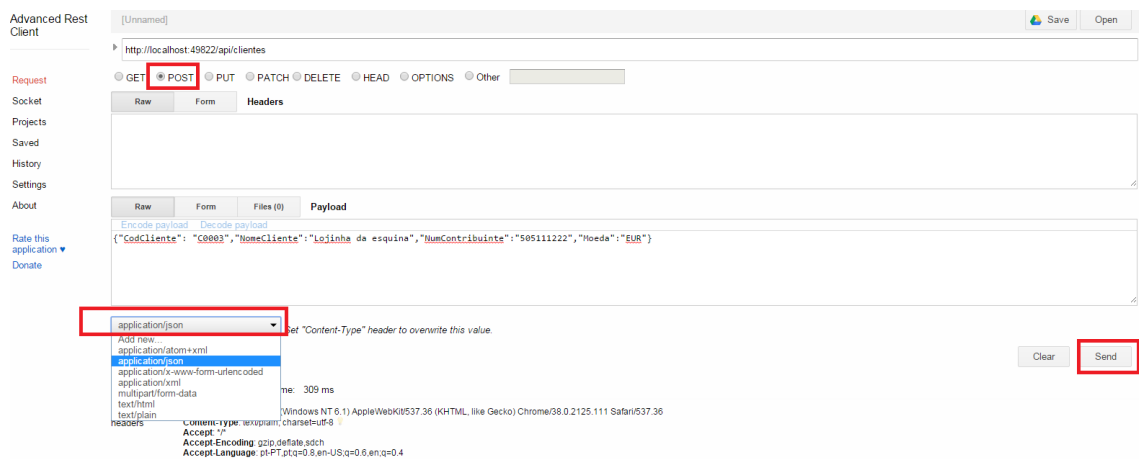 Advanced Rest Client
[Unnamed]
Save
Open
http://localhost:49822/api/clientes
Request
GET POST PUT PATCH DELETE HEAD OPTIONS Other
Socket
Raw Form Headers
Projects
Saved
History
Settings
About
Raw Form Files (0) Payload
Encode payload Decode payload
Rate this application ♥
{"CodCliente": "C0003","NomeCliente":"Lojinha da esquina","NumContribuinte":"505111222","Moeda":"EUR"}
Donate
application/json
Set "Content-Type" header to overwrite this value.
Add new...
application/atom+xml
application/json
application/x-www-form-urlencoded
application/xml
multipart/form-data
text/html
text/plain
Clear
Send
me: 309 ms
(Windows NT 6.1) AppleWebKit/537.36 (KHTML, like Gecko) Chrome/38.0.2125.111 Safari/537.36
headers
Content-Type: text/plain; charset=utf-8
Accept: */*
Accept-Encoding: gzip,deflate,sdch
Accept-Language: pt-PT,pt;q=0.8,en-US;q=0.6,en;q=0.4